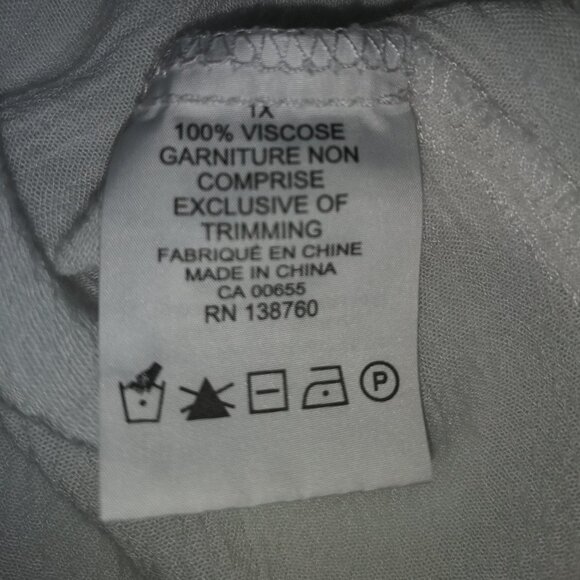 1X
100% VISCOSE
GARNITURE NON
COMPRISE
EXCLUSIVE OF
TRIMMING
FABRIQUÉ EN CHINE
MADE IN CHINA
CA 00655
RN 138760
P